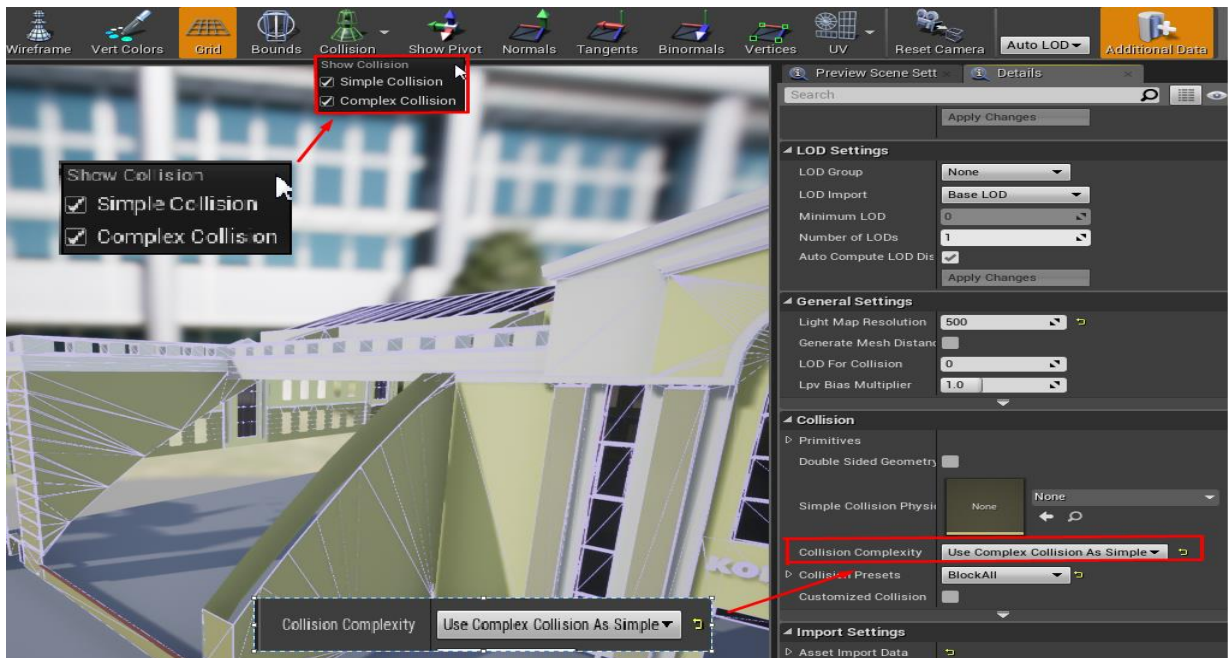 Wireframe Vert Colors Grid Bounds Collision Show Pivot Normals Tangents Binormals Vertices UV Reset Camera Auto LOD Additional Data
Show Collision
Simple Collision
Complex Collision
Show Collision
Simple Collision
Complex Collision
Collision Complexity Use Complex Collision As Simple
Preview Scene Sett Details
Search
Apply Changes
LOD Settings
LOD Group None
LOD Import Base LOD
Minimum LOD 0
Number of LODs 1
Auto Compute LOD Dis
Apply Changes
General Settings
Light Map Resolution 500
Generate Mesh Distanc
LOD For Collision 0
Lpv Bias Multiplier 1.0
Collision
Primitives
Double Sided Geometry
Simple Collision Physi None None
Collision Complexity Use Complex Collision As Simple
Collision Presets BlockAll
Customized Collision
Import Settings
Asset Import Data